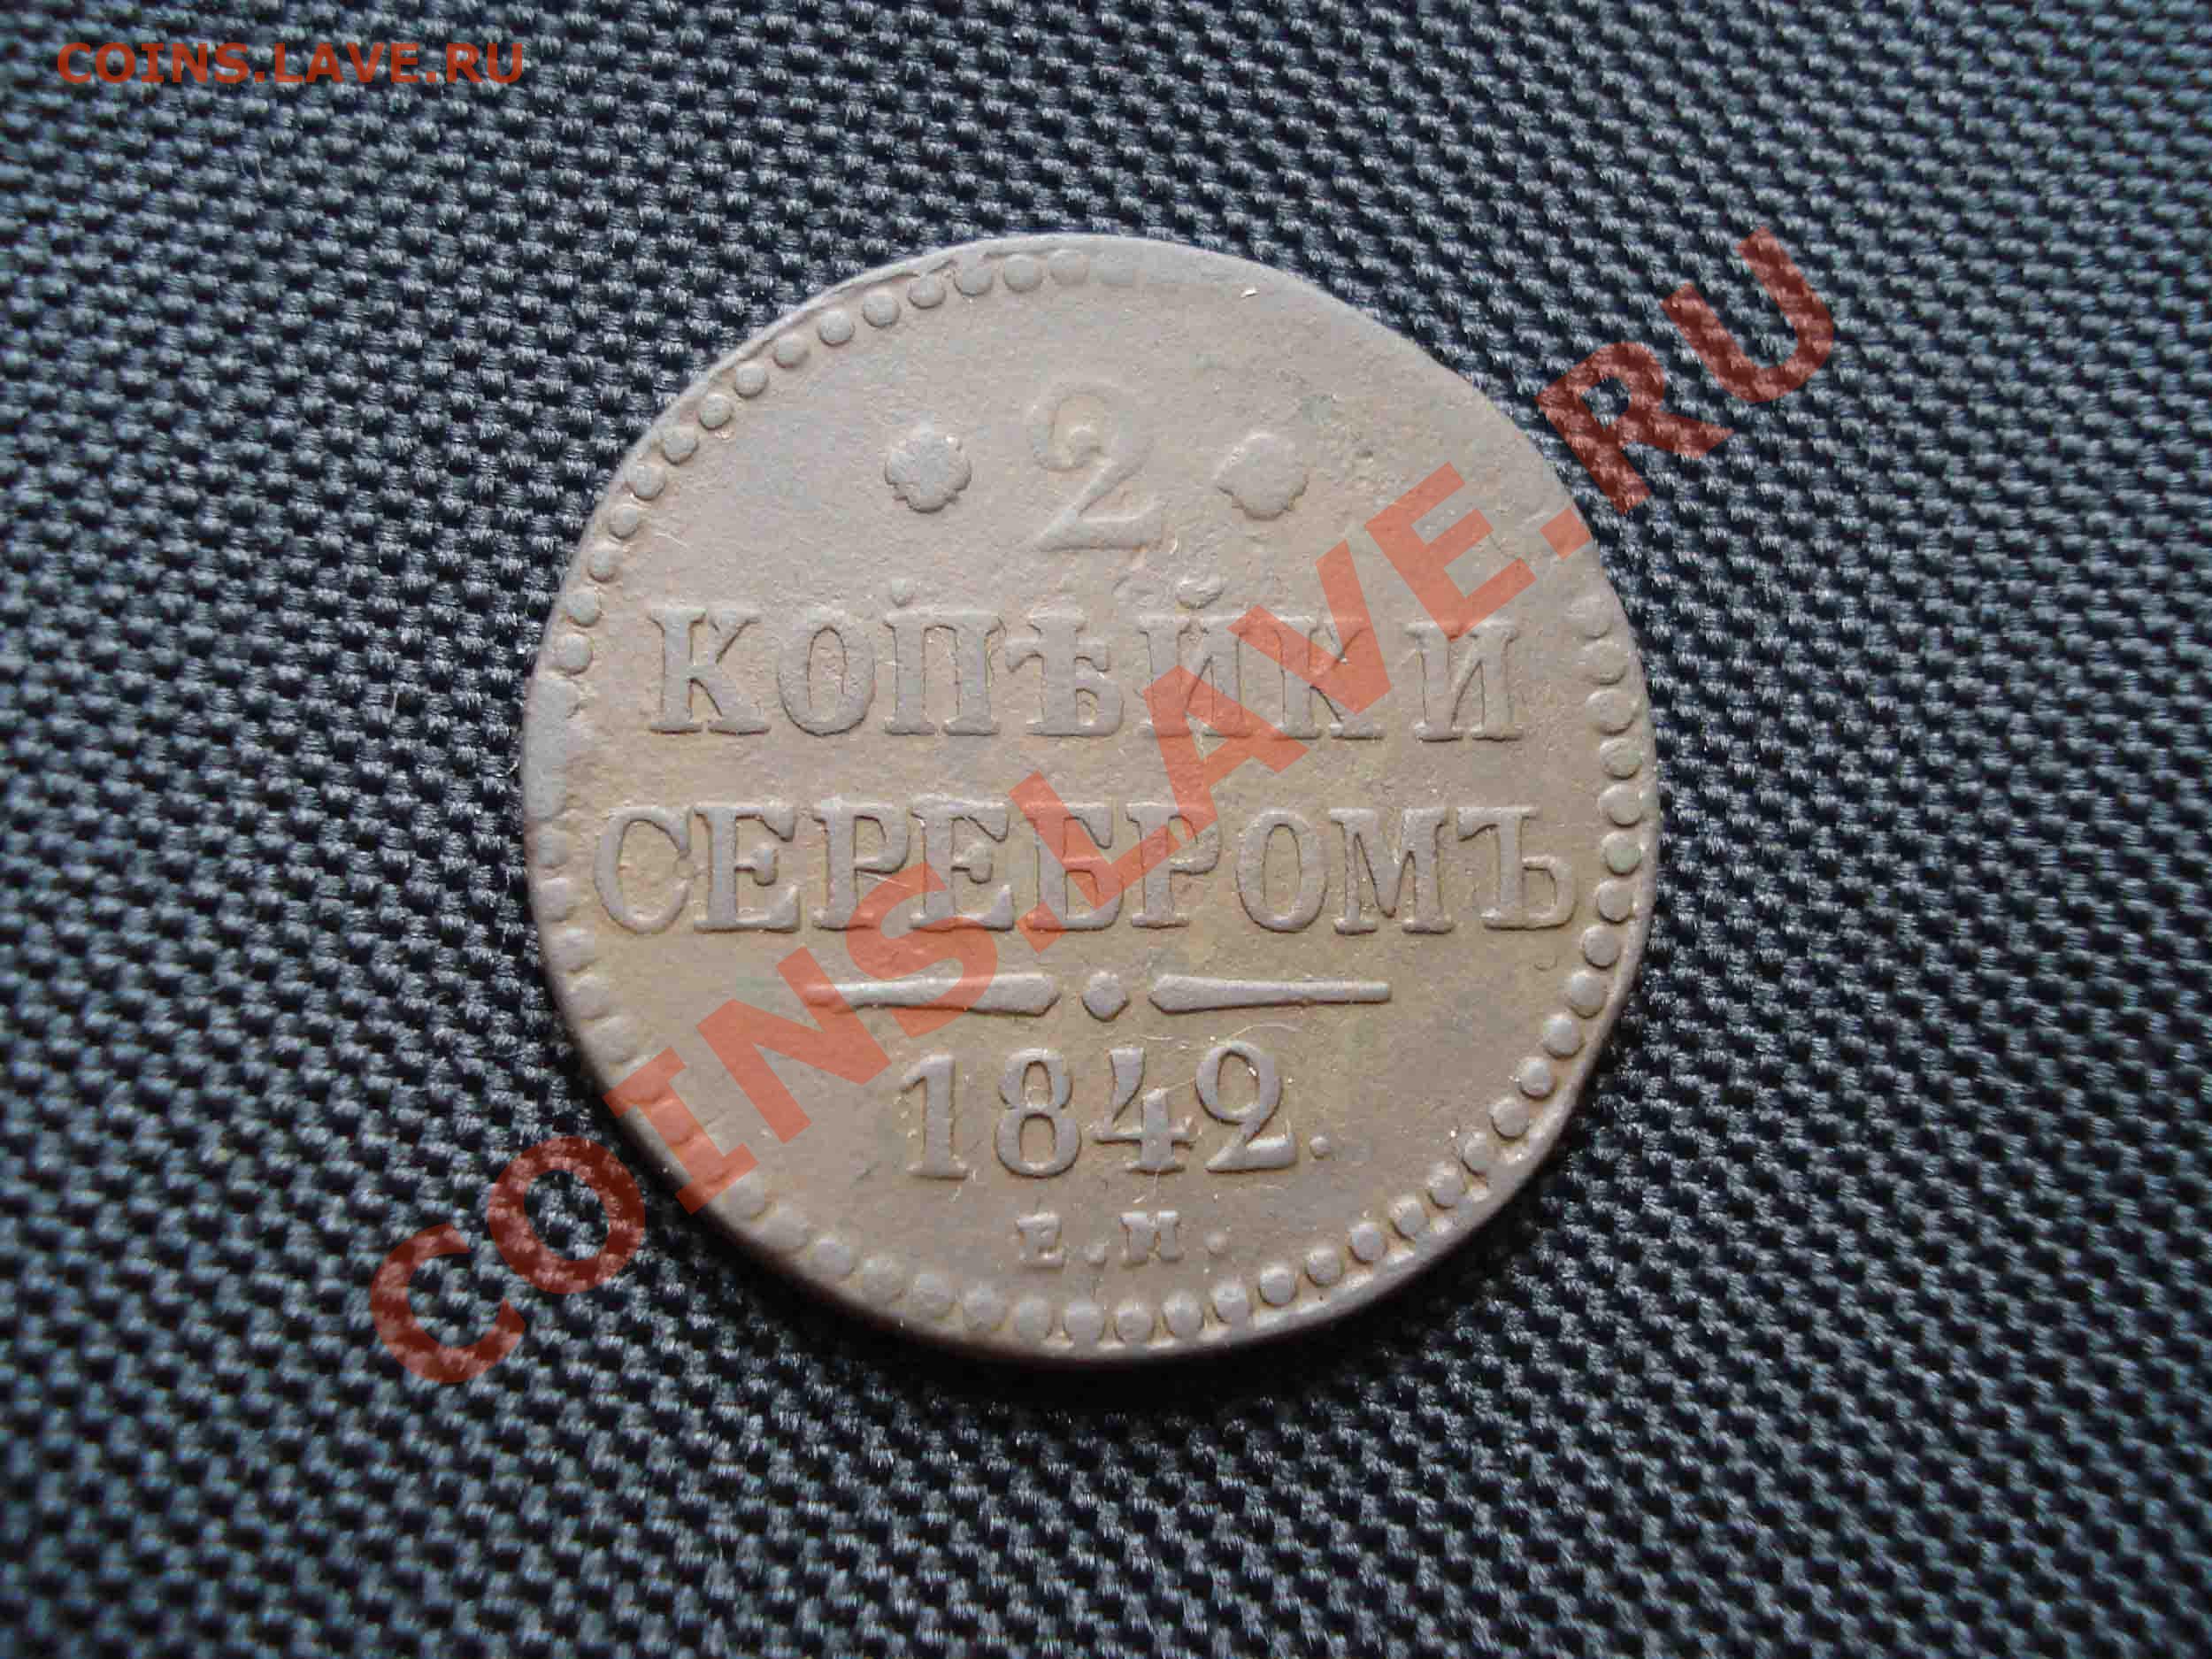 COINS.LAVE.RU
2
КОПѢЙКИ
СЕРЕБРОМЪ
1842.
Е.М.
COINS.LAVE.RU